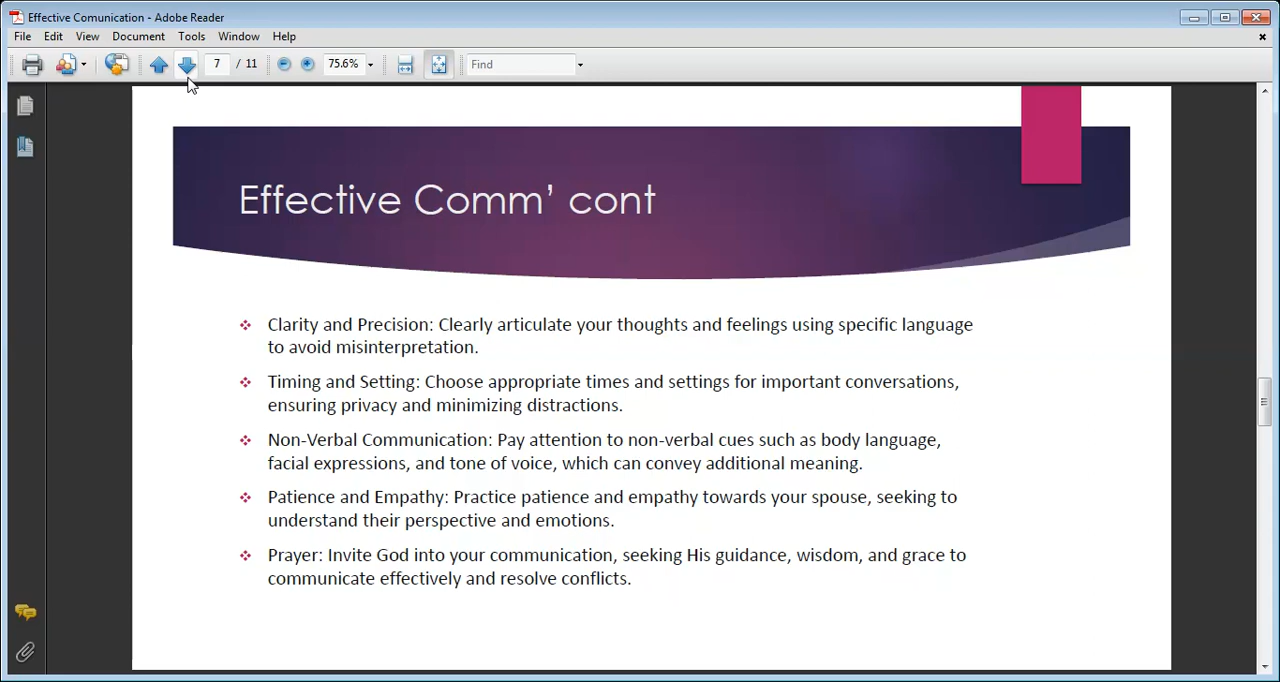 Effective Comunication - Adobe Reader
File Edit View Document Tools Window Help
7 / 11 75.6% Find
Effective Comm’ cont
Clarity and Precision: Clearly articulate your thoughts and feelings using specific language
to avoid misinterpretation.
Timing and Setting: Choose appropriate times and settings for important conversations,
ensuring privacy and minimizing distractions.
Non-Verbal Communication: Pay attention to non-verbal cues such as body language,
facial expressions, and tone of voice, which can convey additional meaning.
Patience and Empathy: Practice patience and empathy towards your spouse, seeking to
understand their perspective and emotions.
Prayer: Invite God into your communication, seeking His guidance, wisdom, and grace to
communicate effectively and resolve conflicts.